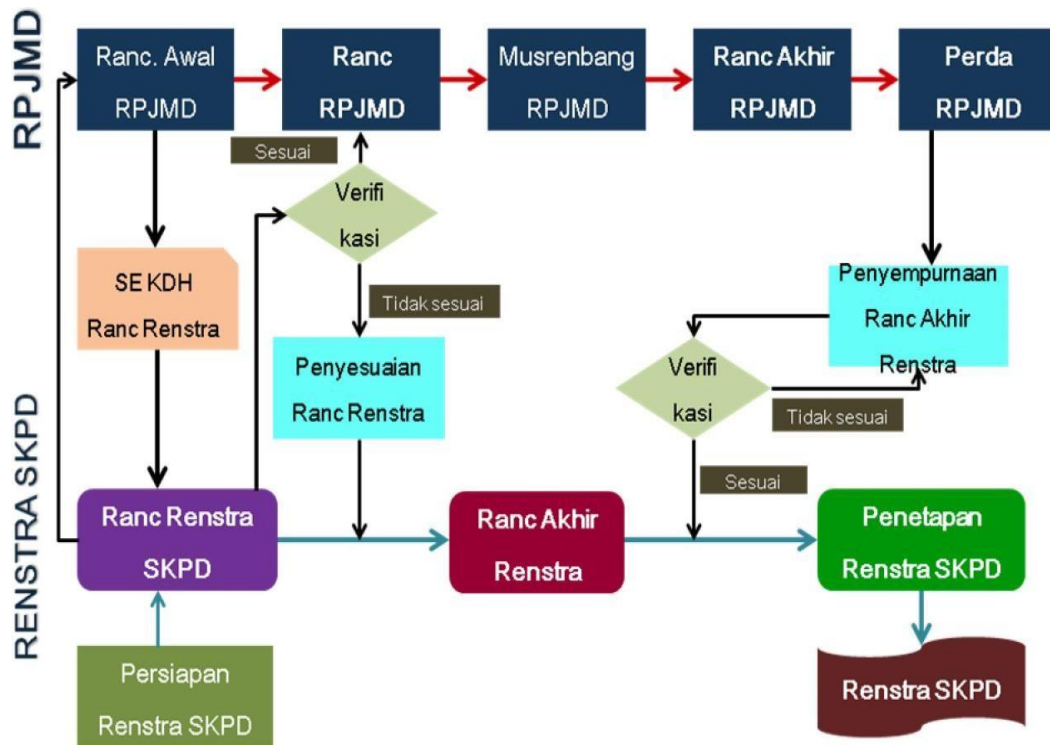 RPJMD
Ranc. Awal
RPJMD
Ranc
RPJMD
Musrenbang
RPJMD
Ranc Akhir
RPJMD
Perda
RPJMD
Sesuai
Verifi
kasi
SE KDH
Ranc Renstra
Tidak sesuai
Penyesuaian
Ranc Renstra
Penyempurnaan
Ranc Akhir
Renstra
Verifi
kasi
Tidak sesuai
Sesuai
RENSTRA SKPD
Ranc Renstra
SKPD
Ranc Akhir
Renstra
Penetapan
Renstra SKPD
Persiapan
Renstra SKPD
Renstra SKPD